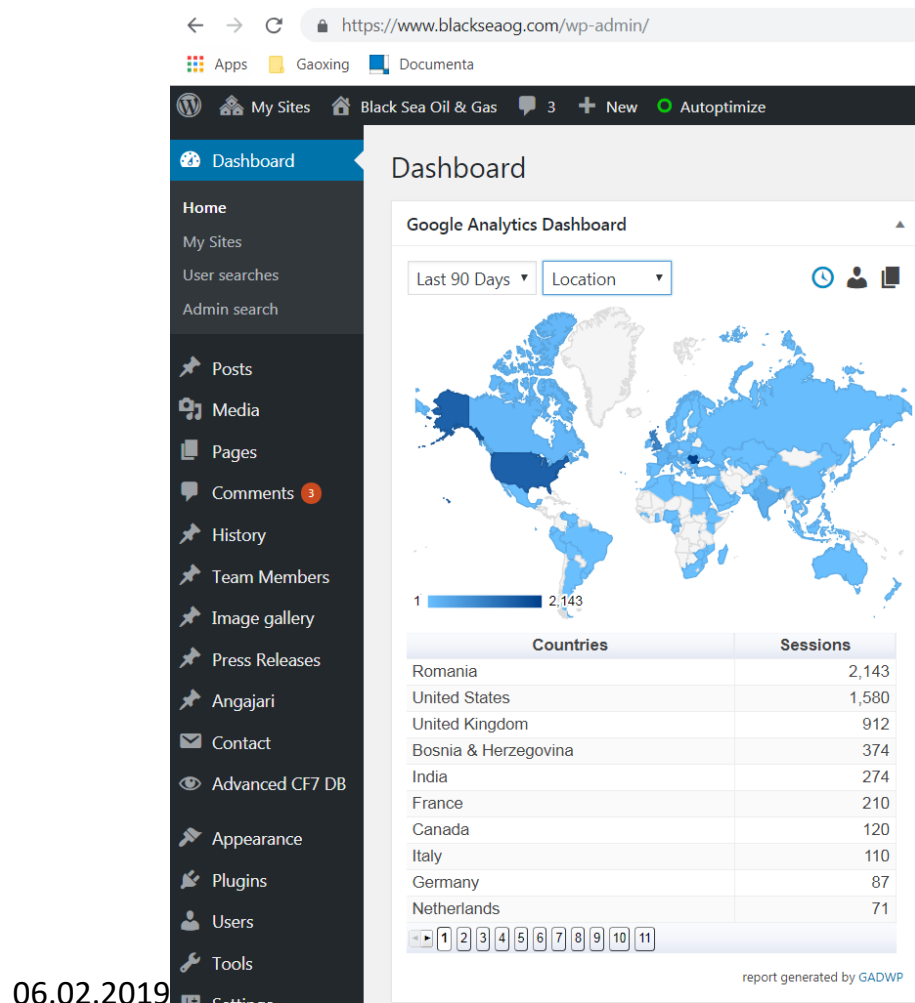 https://www.blackseaog.com/wp-admin/
Apps Gaoxing Documenta
My Sites Black Sea Oil & Gas 3 New Autoptimize
Dashboard
Home
My Sites
User searches
Admin search
Posts
Media
Pages
Comments 3
History
Team Members
Image gallery
Press Releases
Angajari
Contact
Advanced CF7 DB
Appearance
Plugins
Users
Tools
Settings
Dashboard
Google Analytics Dashboard
Last 90 Days Location
1 2,143
Countries Sessions
Romania 2,143
United States 1,580
United Kingdom 912
Bosnia & Herzegovina 374
India 274
France 210
Canada 120
Italy 110
Germany 87
Netherlands 71
1 2 3 4 5 6 7 8 9 10 11
report generated by GADWP
06.02.2019